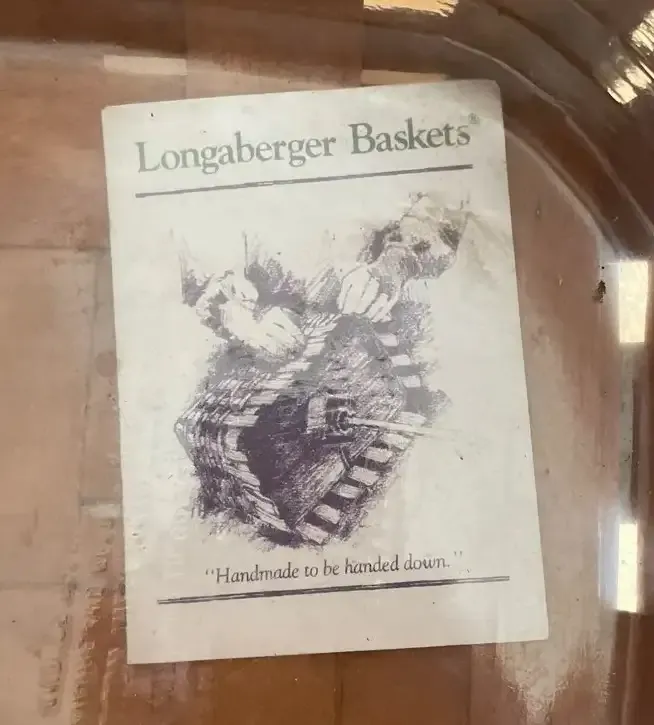 Longaberger Baskets®
"Handmade to be handed down."